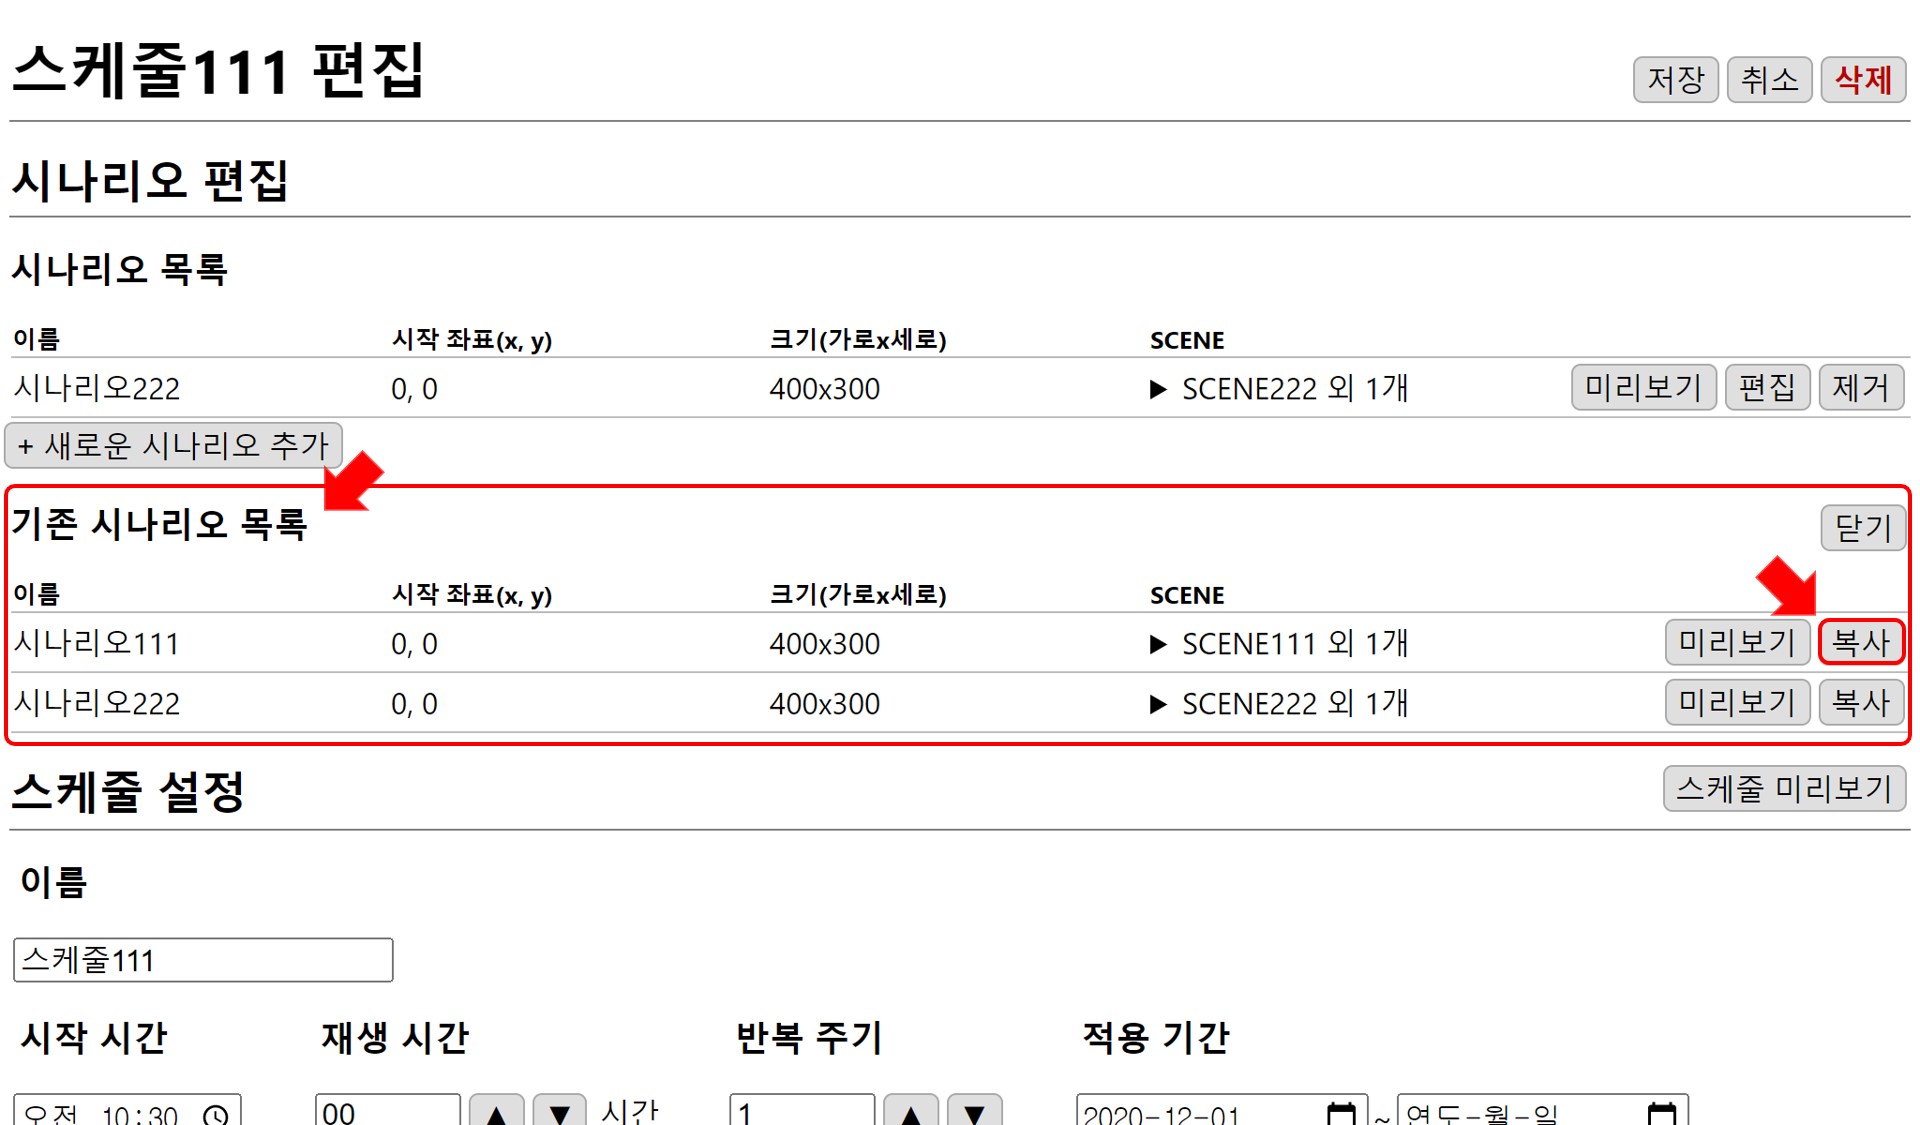 스케줄111 편집
저장 취소 삭제
시나리오 편집
시나리오 목록
이름 시작 좌표(x, y) 크기(가로x세로) SCENE
시나리오222 0, 0 400x300 ▶ SCENE222 외 1개 미리보기 편집 제거
+ 새로운 시나리오 추가
기존 시나리오 목록 닫기
이름 시작 좌표(x, y) 크기(가로x세로) SCENE
시나리오111 0, 0 400x300 ▶ SCENE111 외 1개 미리보기 복사
시나리오222 0, 0 400x300 ▶ SCENE222 외 1개 미리보기 복사
스케줄 설정 스케줄 미리보기
이름
스케줄111
시작 시간 재생 시간 반복 주기 적용 기간
오전 10:30 00 ▲ ▼ 시간 1 ▲ ▼ 2020-12-01 ~ 연도-월-일